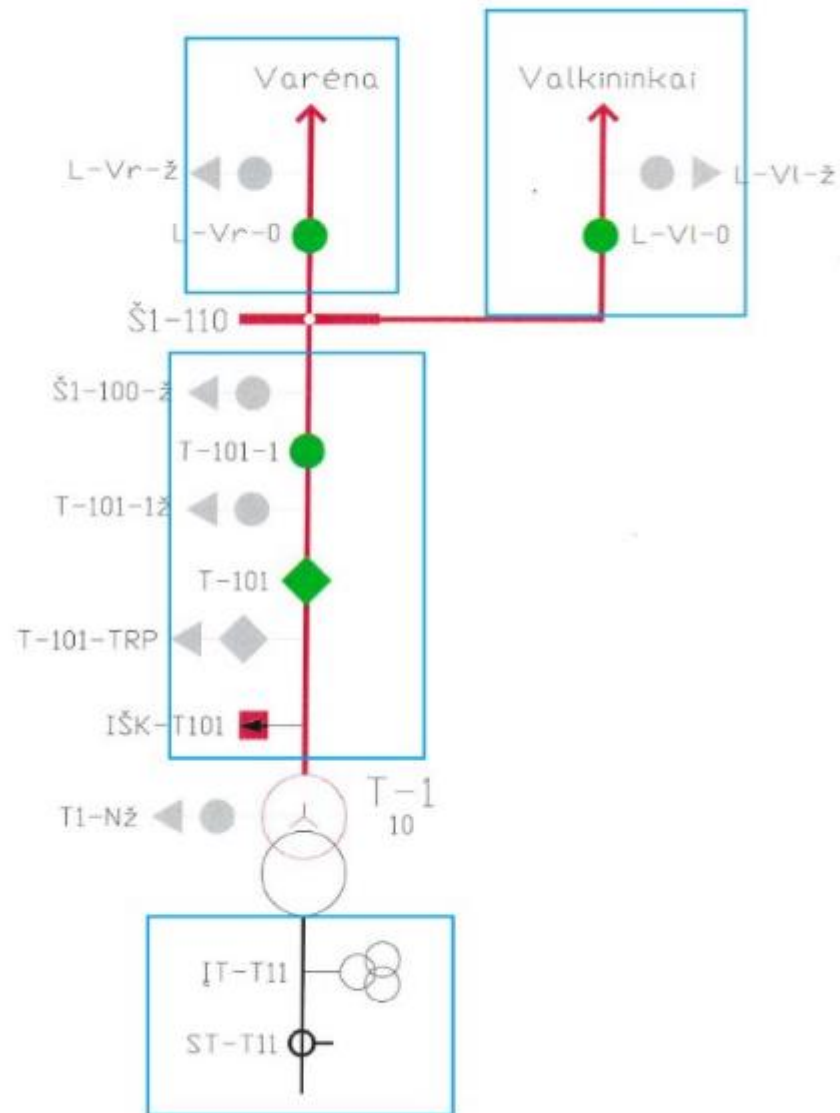 Varėna
Valkininkai
L-Vr-ž
L-Vl-ž
L-Vr-0
L-Vl-0
Š1-110
Š1-100-ž
T-101-1
T-101-1ž
T-101
T-101-TRP
IŠK-T101
T-1
T1-Nž
10
ĮT-T11
ST-T11